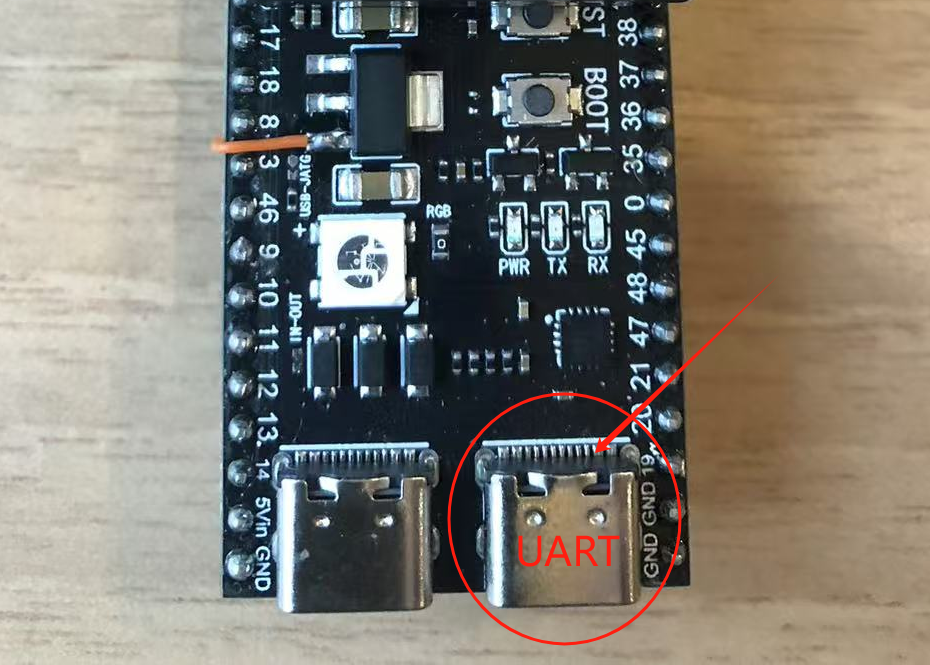 17
18
8
3
46
9
10
11
12
13
14
5Vin
GND
USB-JATG
+
IN-OUT
RGB
BOOT
PWR TX RX
38
37
36
35
0
45
48
47
21
20
19
GND
GND
UART